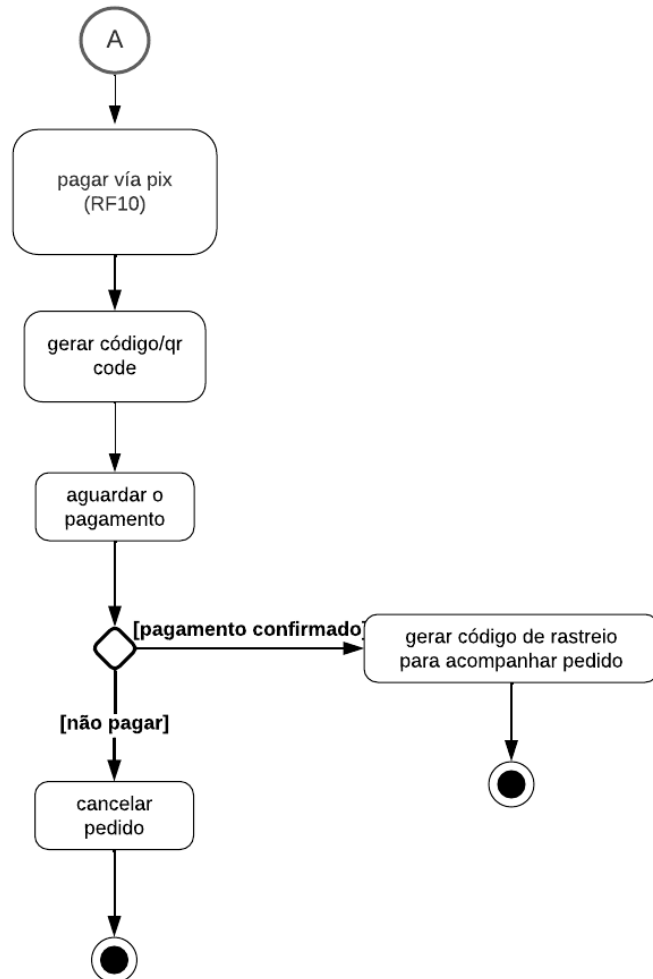 A
pagar vía pix
(RF10)
gerar código/qr
code
aguardar o
pagamento
[pagamento confirmado]
gerar código de rastreio
para acompanhar pedido
[não pagar]
cancelar
pedido